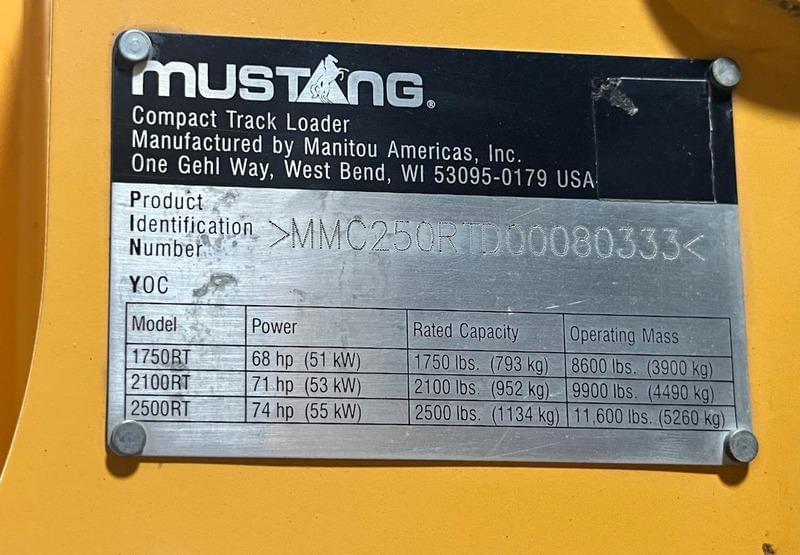 MUSTANG®
Compact Track Loader
Manufactured by Manitou Americas, Inc.
One Gehl Way, West Bend, WI 53095-0179 USA
Product
Identification >MMC250RTD00080333<
Number
YOC
Model Power Rated Capacity Operating Mass
1750RT 68 hp (51 kW) 1750 lbs. (793 kg) 8600 lbs. (3900 kg)
2100RT 71 hp (53 kW) 2100 lbs. (952 kg) 9900 lbs. (4490 kg)
2500RT 74 hp (55 kW) 2500 lbs. (1134 kg) 11,600 lbs. (5260 kg)